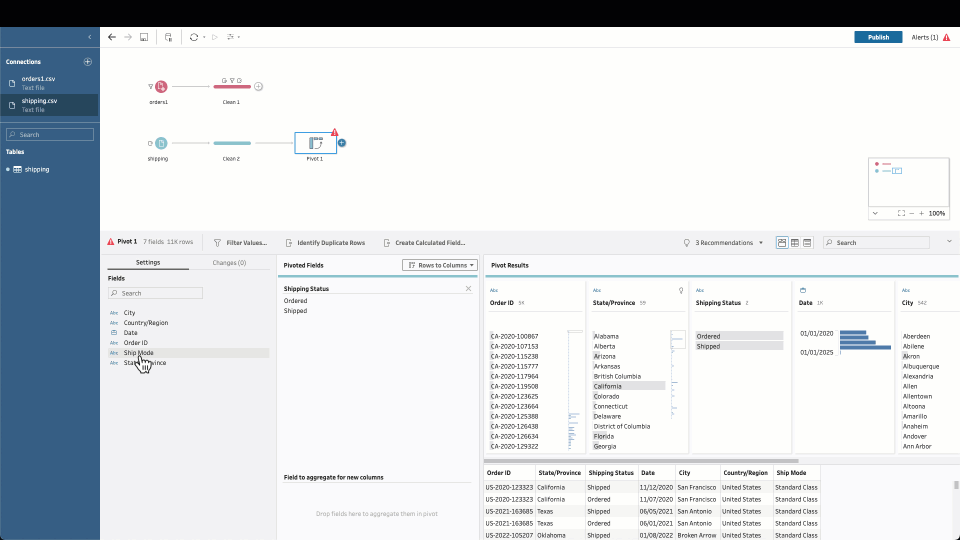 Publish
Alerts (1)
Connections
orders1.csv
Text file
shipping.csv
Text file
Search
Tables
shipping
orders1
Clean 1
shipping
Clean 2
Pivot 1
100%
Pivot 1 7 fields 11K rows
Filter Values...
Identify Duplicate Rows
Create Calculated Field...
3 Recommendations
Search
Settings
Changes (0)
Fields
Search
Abc City
Abc Country/Region
Date
Abc Order ID
Abc Ship Mode
Abc State/Province
Pivoted Fields
Rows to Columns
Shipping Status
Ordered
Shipped
Field to aggregate for new columns
Drop fields here to aggregate them in pivot
Pivot Results
Abc
Order ID 5K
CA-2020-100867
CA-2020-107153
CA-2020-115238
CA-2020-115777
CA-2020-117964
CA-2020-119508
CA-2020-123625
CA-2020-123664
CA-2020-125388
CA-2020-126438
CA-2020-126634
CA-2020-129322
Abc
State/Province 59
Alabama
Alberta
Arizona
Arkansas
British Columbia
California
Colorado
Connecticut
Delaware
District of Columbia
Florida
Georgia
Abc
Shipping Status 2
Ordered
Shipped
Date 1K
01/01/2020
01/01/2025
Abc
City 542
Aberdeen
Abilene
Akron
Albuquerque
Alexandria
Allen
Allentown
Altoona
Amarillo
Anaheim
Andover
Ann Arbor
Order ID State/Province Shipping Status Date City Country/Region Ship Mode
US-2020-123323 California Shipped 11/12/2020 San Francisco United States Standard Class
US-2020-123323 California Ordered 11/07/2020 San Francisco United States Standard Class
US-2021-163685 Texas Shipped 06/05/2021 San Antonio United States Standard Class
US-2021-163685 Texas Ordered 06/01/2021 San Antonio United States Standard Class
US-2022-105207 Oklahoma Shipped 01/08/2022 Broken Arrow United States Standard Class